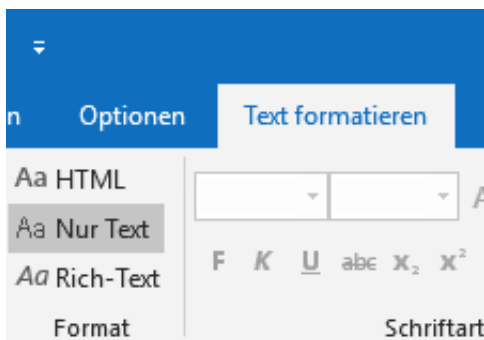 n Optionen Text formatieren
Aa HTML
Aa Nur Text
Aa Rich-Text
F K U abc x₂ x²
Format Schriftart